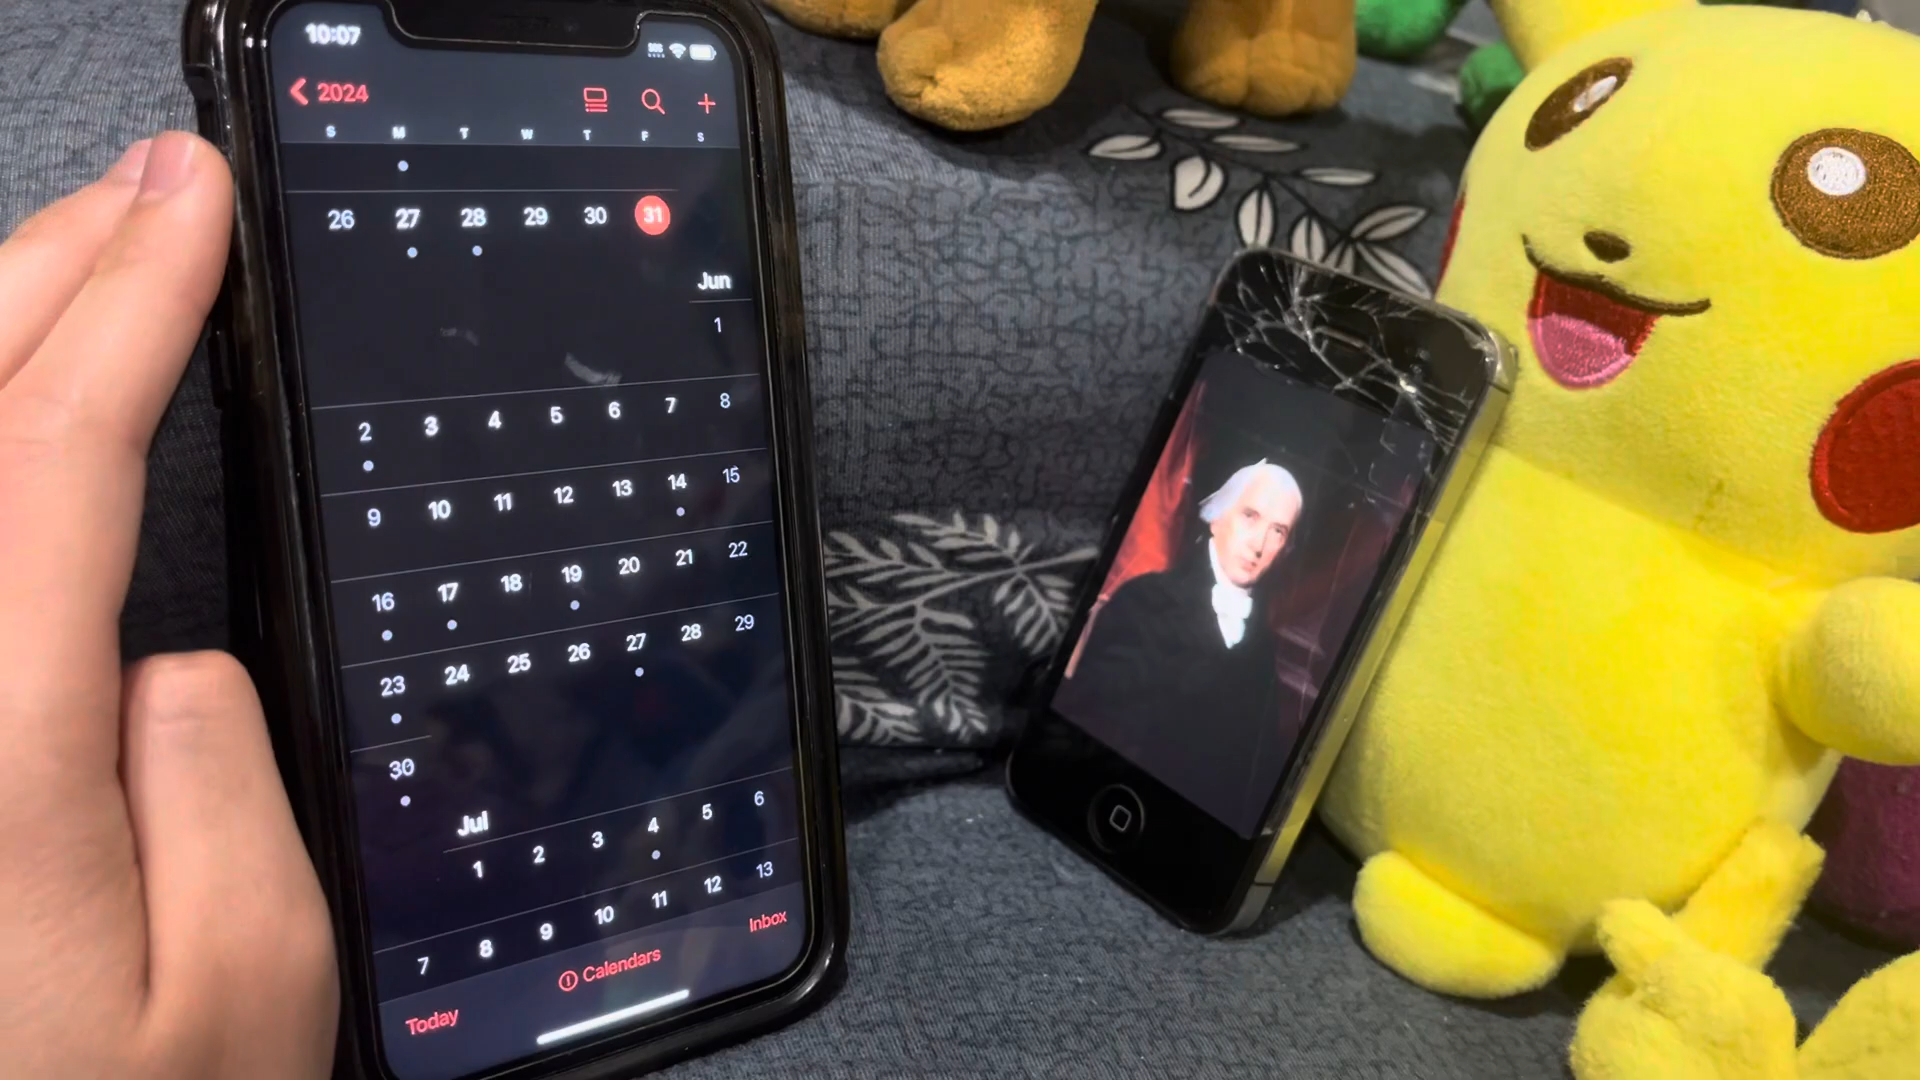 10:07
SOS
2024
S M T W T F S
26 27 28 29 30 31
Jun
1
2 3 4 5 6 7 8
9 10 11 12 13 14 15
16 17 18 19 20 21 22
23 24 25 26 27 28 29
30
Jul
1 2 3 4 5 6
7 8 9 10 11 12 13
Today Calendars Inbox